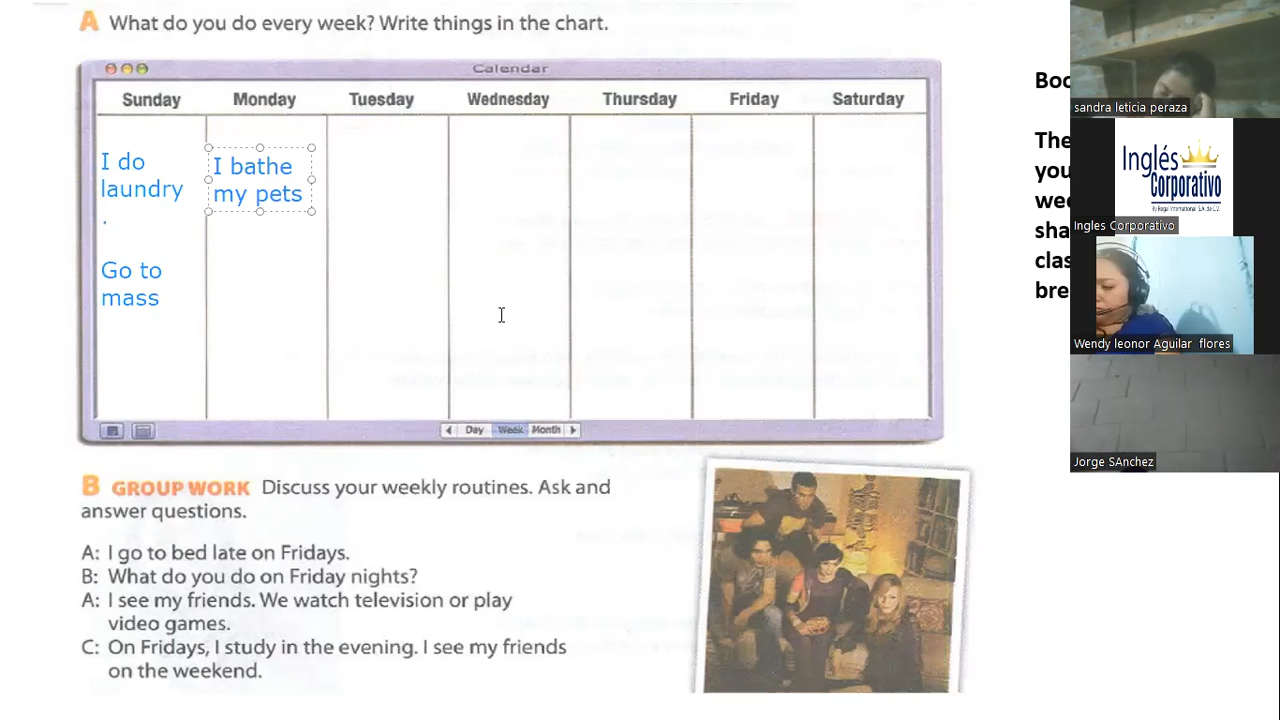 A What do you do every week? Write things in the chart.
Calendar
Sunday Monday Tuesday Wednesday Thursday Friday Saturday
I do
laundry
.
Go to
mass
I bathe
my pets
Day Week Month
B GROUP WORK Discuss your weekly routines. Ask and
answer questions.
A: I go to bed late on Fridays.
B: What do you do on Friday nights?
A: I see my friends. We watch television or play
video games.
C: On Fridays, I study in the evening. I see my friends
on the weekend.
sandra leticia peraza
Inglés
Corporativo
Ingles Corporativo
Wendy leonor Aguilar flores
Jorge SAnchez